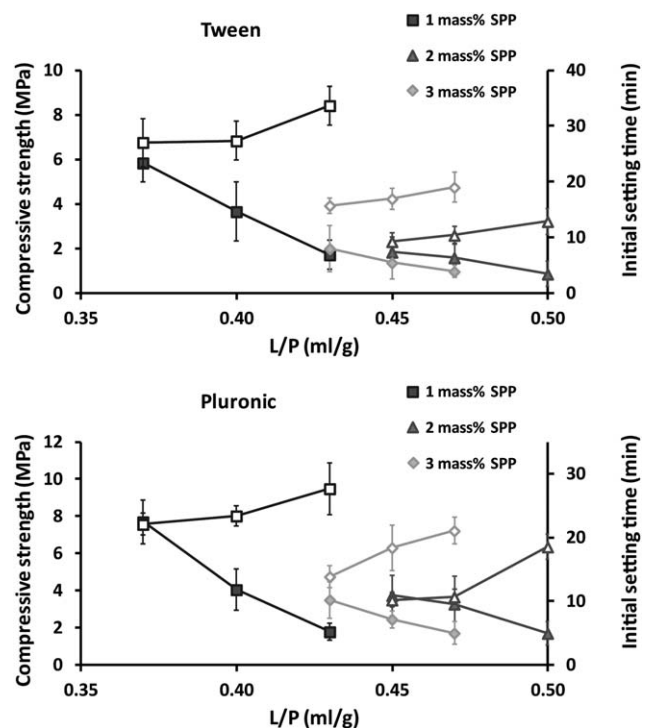 Tween
1 mass% SPP
2 mass% SPP
3 mass% SPP
Compressive strength (MPa)
10
8
6
4
2
0
40
30
20
10
0
Initial setting time (min)
0.35 0.40 0.45 0.50
L/P (ml/g)
Pluronic
1 mass% SPP
2 mass% SPP
3 mass% SPP
Compressive strength (MPa)
12
10
8
6
4
2
0
30
20
10
0
Initial setting time (min)
0.35 0.40 0.45 0.50
L/P (ml/g)